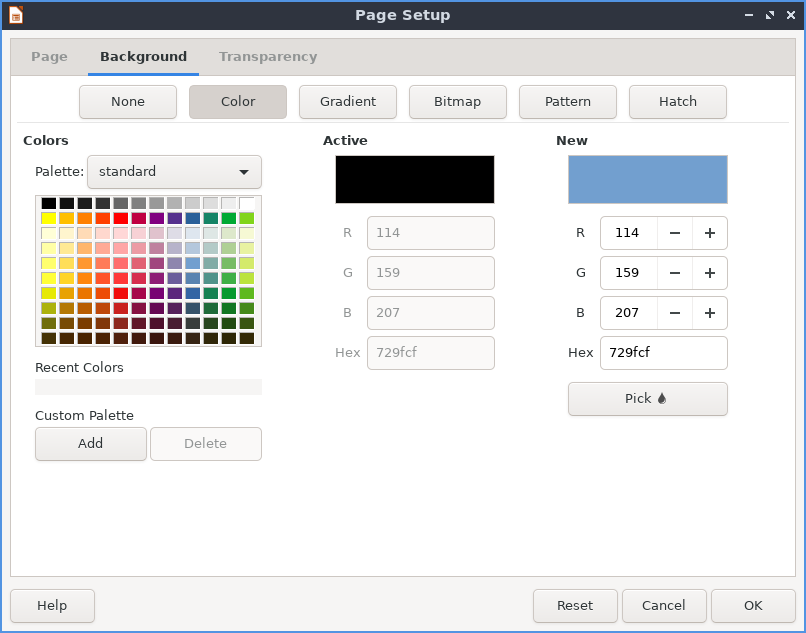 Page Setup
Page Background Transparency
None Color Gradient Bitmap Pattern Hatch
Colors Active New
Palette: standard
R 114 R 114
G 159 G 159
B 207 B 207
Hex 729fcf Hex 729fcf
Recent Colors
Pick
Custom Palette
Add Delete
Help Reset Cancel OK